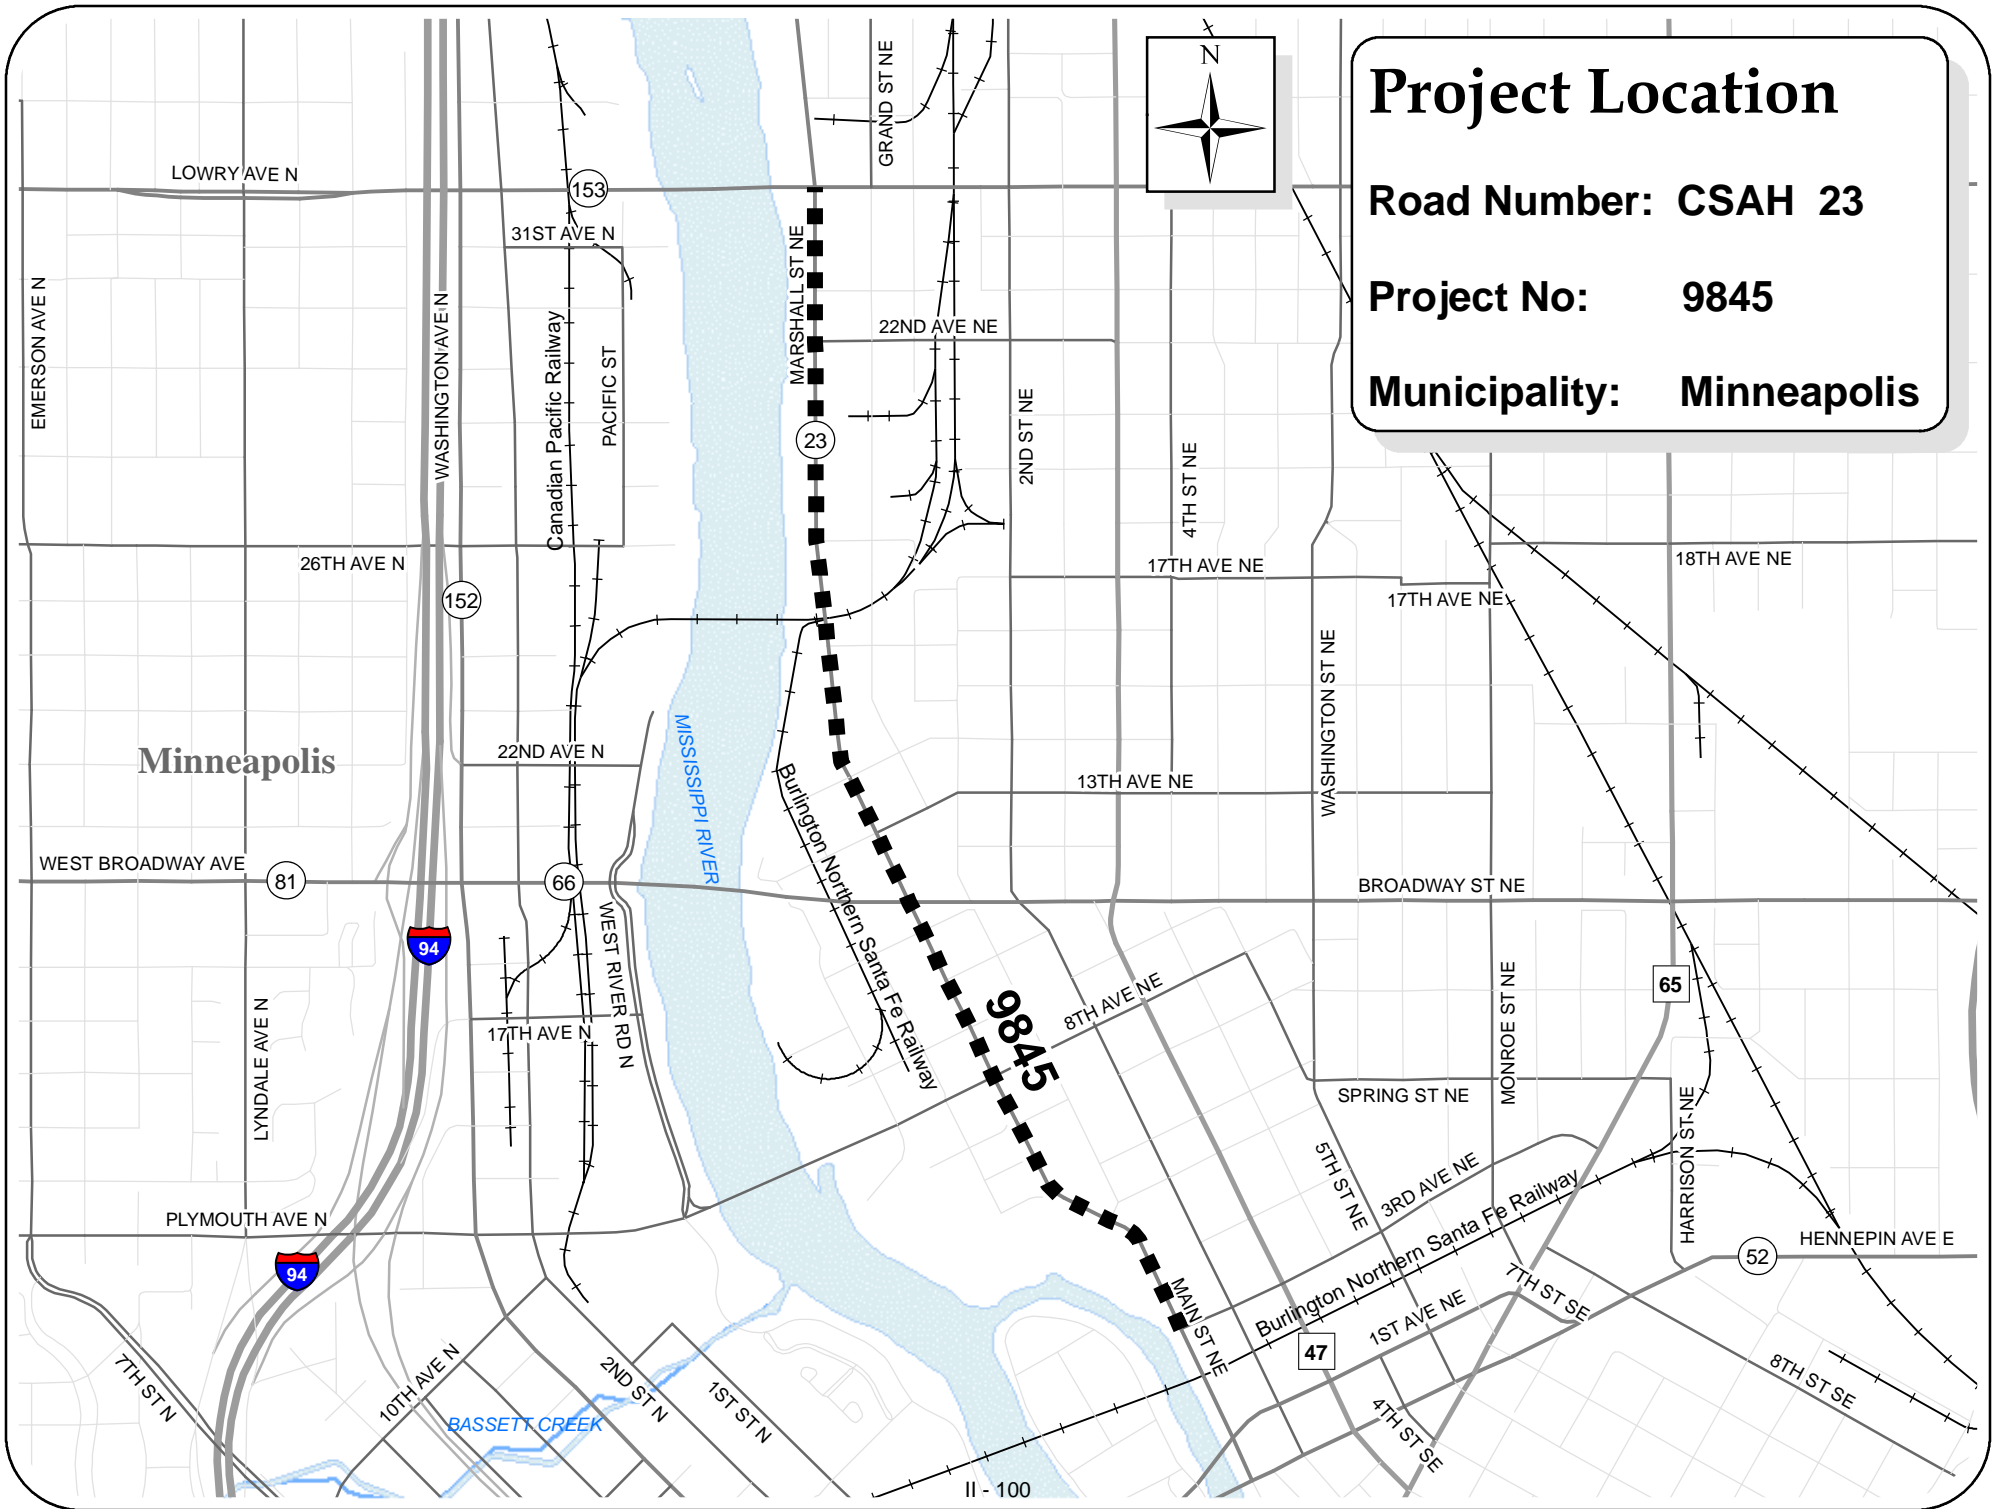 N
Project Location
Road Number: CSAH 23
Project No: 9845
Municipality: Minneapolis
GRAND ST NE
LOWRY AVE N
153
31ST AVE N
EMERSON AVE N
WASHINGTON AVE N
Canadian Pacific Railway
PACIFIC ST
MARSHALL ST NE
22ND AVE NE
23
2ND ST NE
4TH ST NE
26TH AVE N
152
17TH AVE NE
17TH AVE NE
18TH AVE NE
WASHINGTON ST NE
Minneapolis
22ND AVE N
MISSISSIPPI RIVER
Burlington Northern Santa Fe Railway
13TH AVE NE
WEST BROADWAY AVE
81
66
BROADWAY ST NE
94
WEST RIVER RD N
LYNDALE AVE N
17TH AVE N
9845
8TH AVE NE
MONROE ST NE
65
SPRING ST NE
HARRISON ST NE
5TH ST NE
3RD AVE NE
PLYMOUTH AVE N
94
Burlington Northern Santa Fe Railway
52
HENNEPIN AVE E
MAIN ST NE
7TH ST SE
1ST AVE NE
47
7TH ST N
10TH AVE N
2ND ST N
1ST ST N
BASSETT CREEK
4TH ST SE
8TH ST SE
II - 100